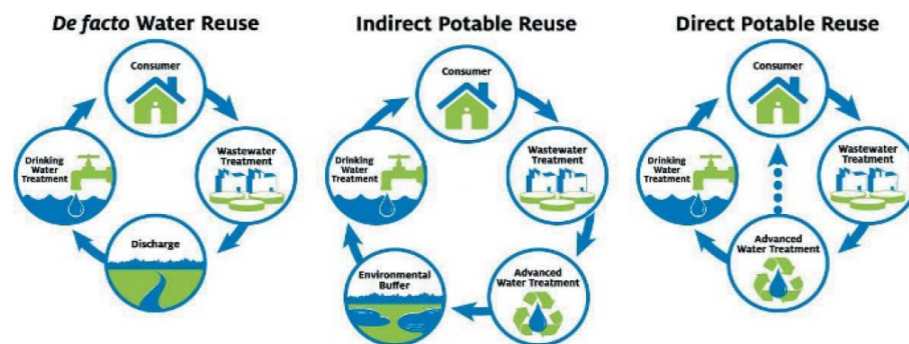 De facto Water Reuse
Consumer
Wastewater
Treatment
Discharge
Drinking
Water
Treatment
Indirect Potable Reuse
Consumer
Wastewater
Treatment
Advanced
Water Treatment
Environmental
Buffer
Drinking
Water
Treatment
Direct Potable Reuse
Consumer
Wastewater
Treatment
Advanced
Water Treatment
Drinking
Water
Treatment